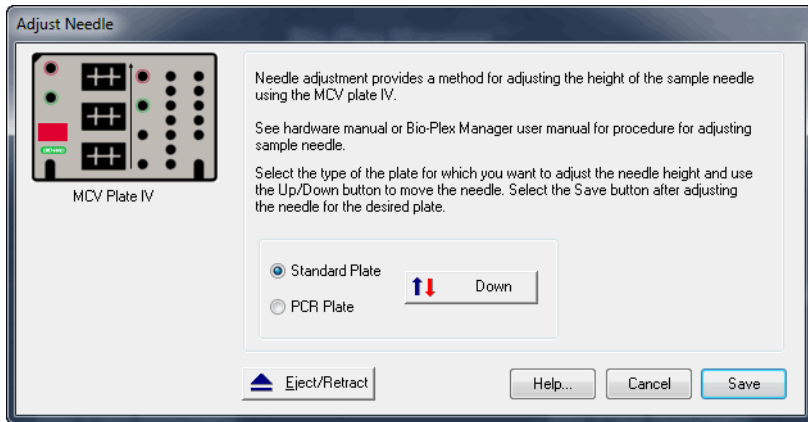 Adjust Needle
MCV Plate IV
Needle adjustment provides a method for adjusting the height of the sample needle
using the MCV plate IV.
See hardware manual or Bio-Plex Manager user manual for procedure for adjusting
sample needle.
Select the type of the plate for which you want to adjust the needle height and use
the Up/Down button to move the needle. Select the Save button after adjusting
the needle for the desired plate.
Standard Plate
Down
PCR Plate
Eject/Retract
Help...
Cancel
Save